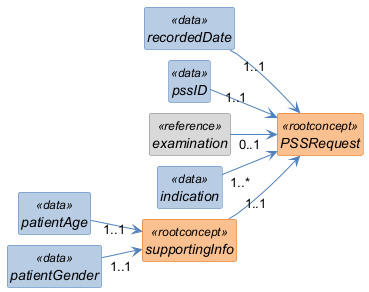 «data»
recordedDate
1..1
«data»
pssID
1..1
«reference»
examination
0..1
«rootconcept»
PSSRequest
«data»
indication
1..*
«data»
patientAge
1..1
«rootconcept»
supportingInfo
1..1
«data»
patientGender
1..1